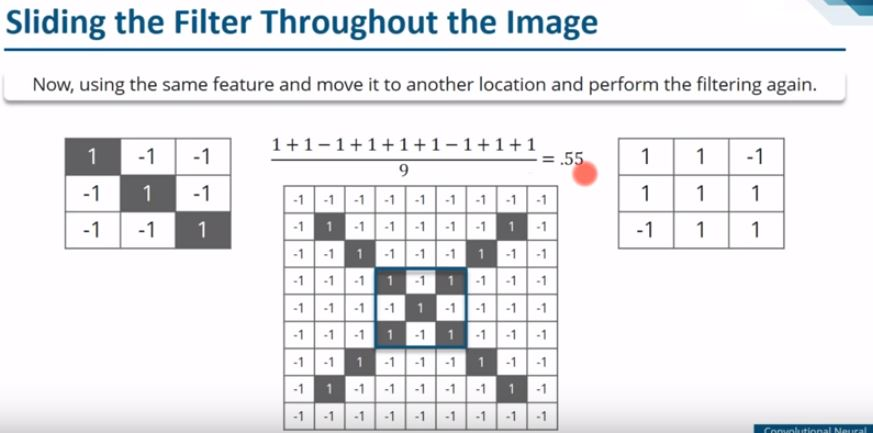 Sliding the Filter Throughout the Image
Now, using the same feature and move it to another location and perform the filtering again.
1 -1 -1
-1 1 -1
-1 -1 1
1 + 1 − 1 + 1 + 1 + 1 − 1 + 1 + 1
9
= .55
-1 -1 -1 -1 -1 -1 -1 -1 -1
-1 1 -1 -1 -1 -1 -1 1 -1
-1 -1 1 -1 -1 -1 1 -1 -1
-1 -1 -1 1 -1 1 -1 -1 -1
-1 -1 -1 -1 1 -1 -1 -1 -1
-1 -1 -1 1 -1 1 -1 -1 -1
-1 -1 1 -1 -1 -1 1 -1 -1
-1 1 -1 -1 -1 -1 -1 1 -1
-1 -1 -1 -1 -1 -1 -1 -1 -1
1 1 -1
1 1 1
-1 1 1
Convolutional Neural